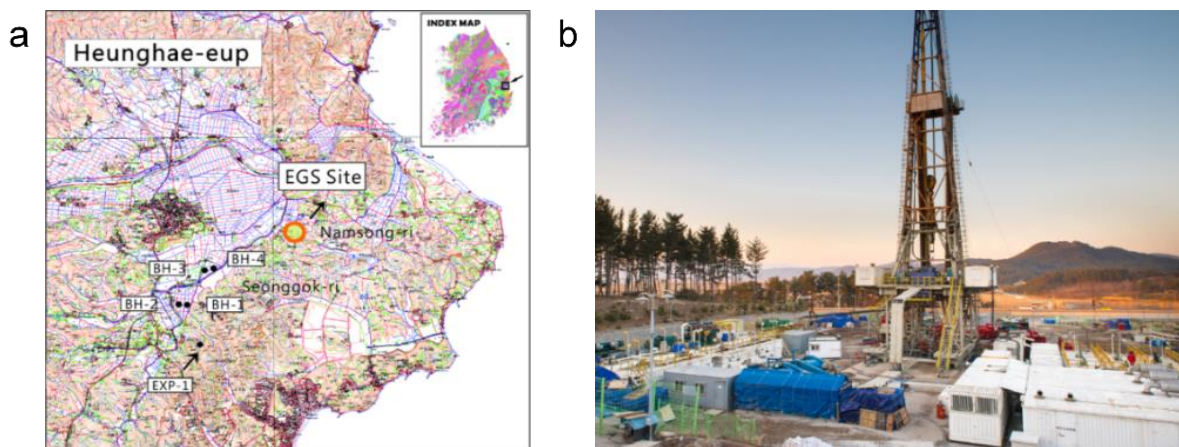 a
Heunghae-eup
INDEX MAP
EGS Site
Namsong-ri
BH-4
BH-3
Seonggok-ri
BH-2
BH-1
EXP-1
b